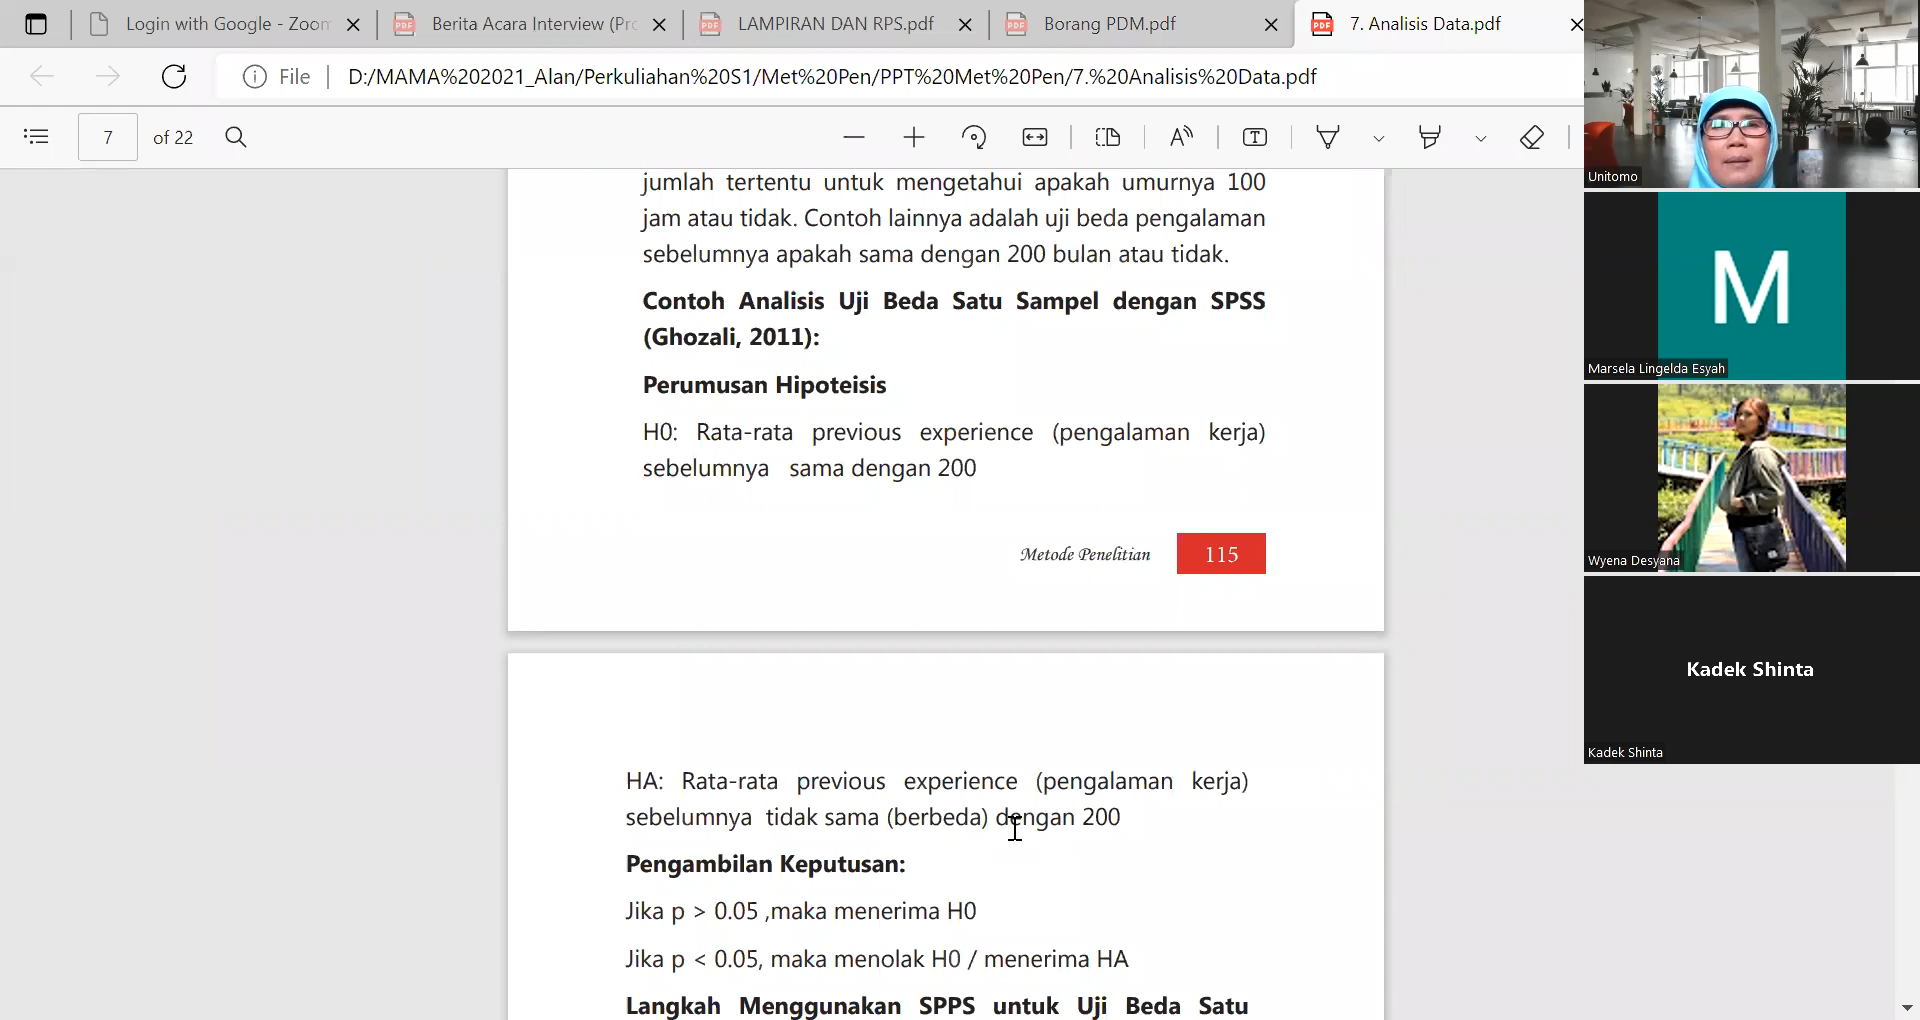 Login with Google - Zoom
Berita Acara Interview (Pro
LAMPIRAN DAN RPS.pdf
Borang PDM.pdf
7. Analisis Data.pdf
File
D:/MAMA%202021_Alan/Perkuliahan%20S1/Met%20Pen/PPT%20Met%20Pen/7.%20Analisis%20Data.pdf
7 of 22
jumlah tertentu untuk mengetahui apakah umurnya 100
jam atau tidak. Contoh lainnya adalah uji beda pengalaman
sebelumnya apakah sama dengan 200 bulan atau tidak.
Contoh Analisis Uji Beda Satu Sampel dengan SPSS
(Ghozali, 2011):
Perumusan Hipoteisis
H0: Rata-rata previous experience (pengalaman kerja)
sebelumnya sama dengan 200
Metode Penelitian 115
HA: Rata-rata previous experience (pengalaman kerja)
sebelumnya tidak sama (berbeda) dengan 200
Pengambilan Keputusan:
Jika p > 0.05 ,maka menerima H0
Jika p < 0.05, maka menolak H0 / menerima HA
Langkah Menggunakan SPPS untuk Uji Beda Satu
Unitomo
M
Marsela Lingelda Esyah
Wyena Desyana
Kadek Shinta
Kadek Shinta